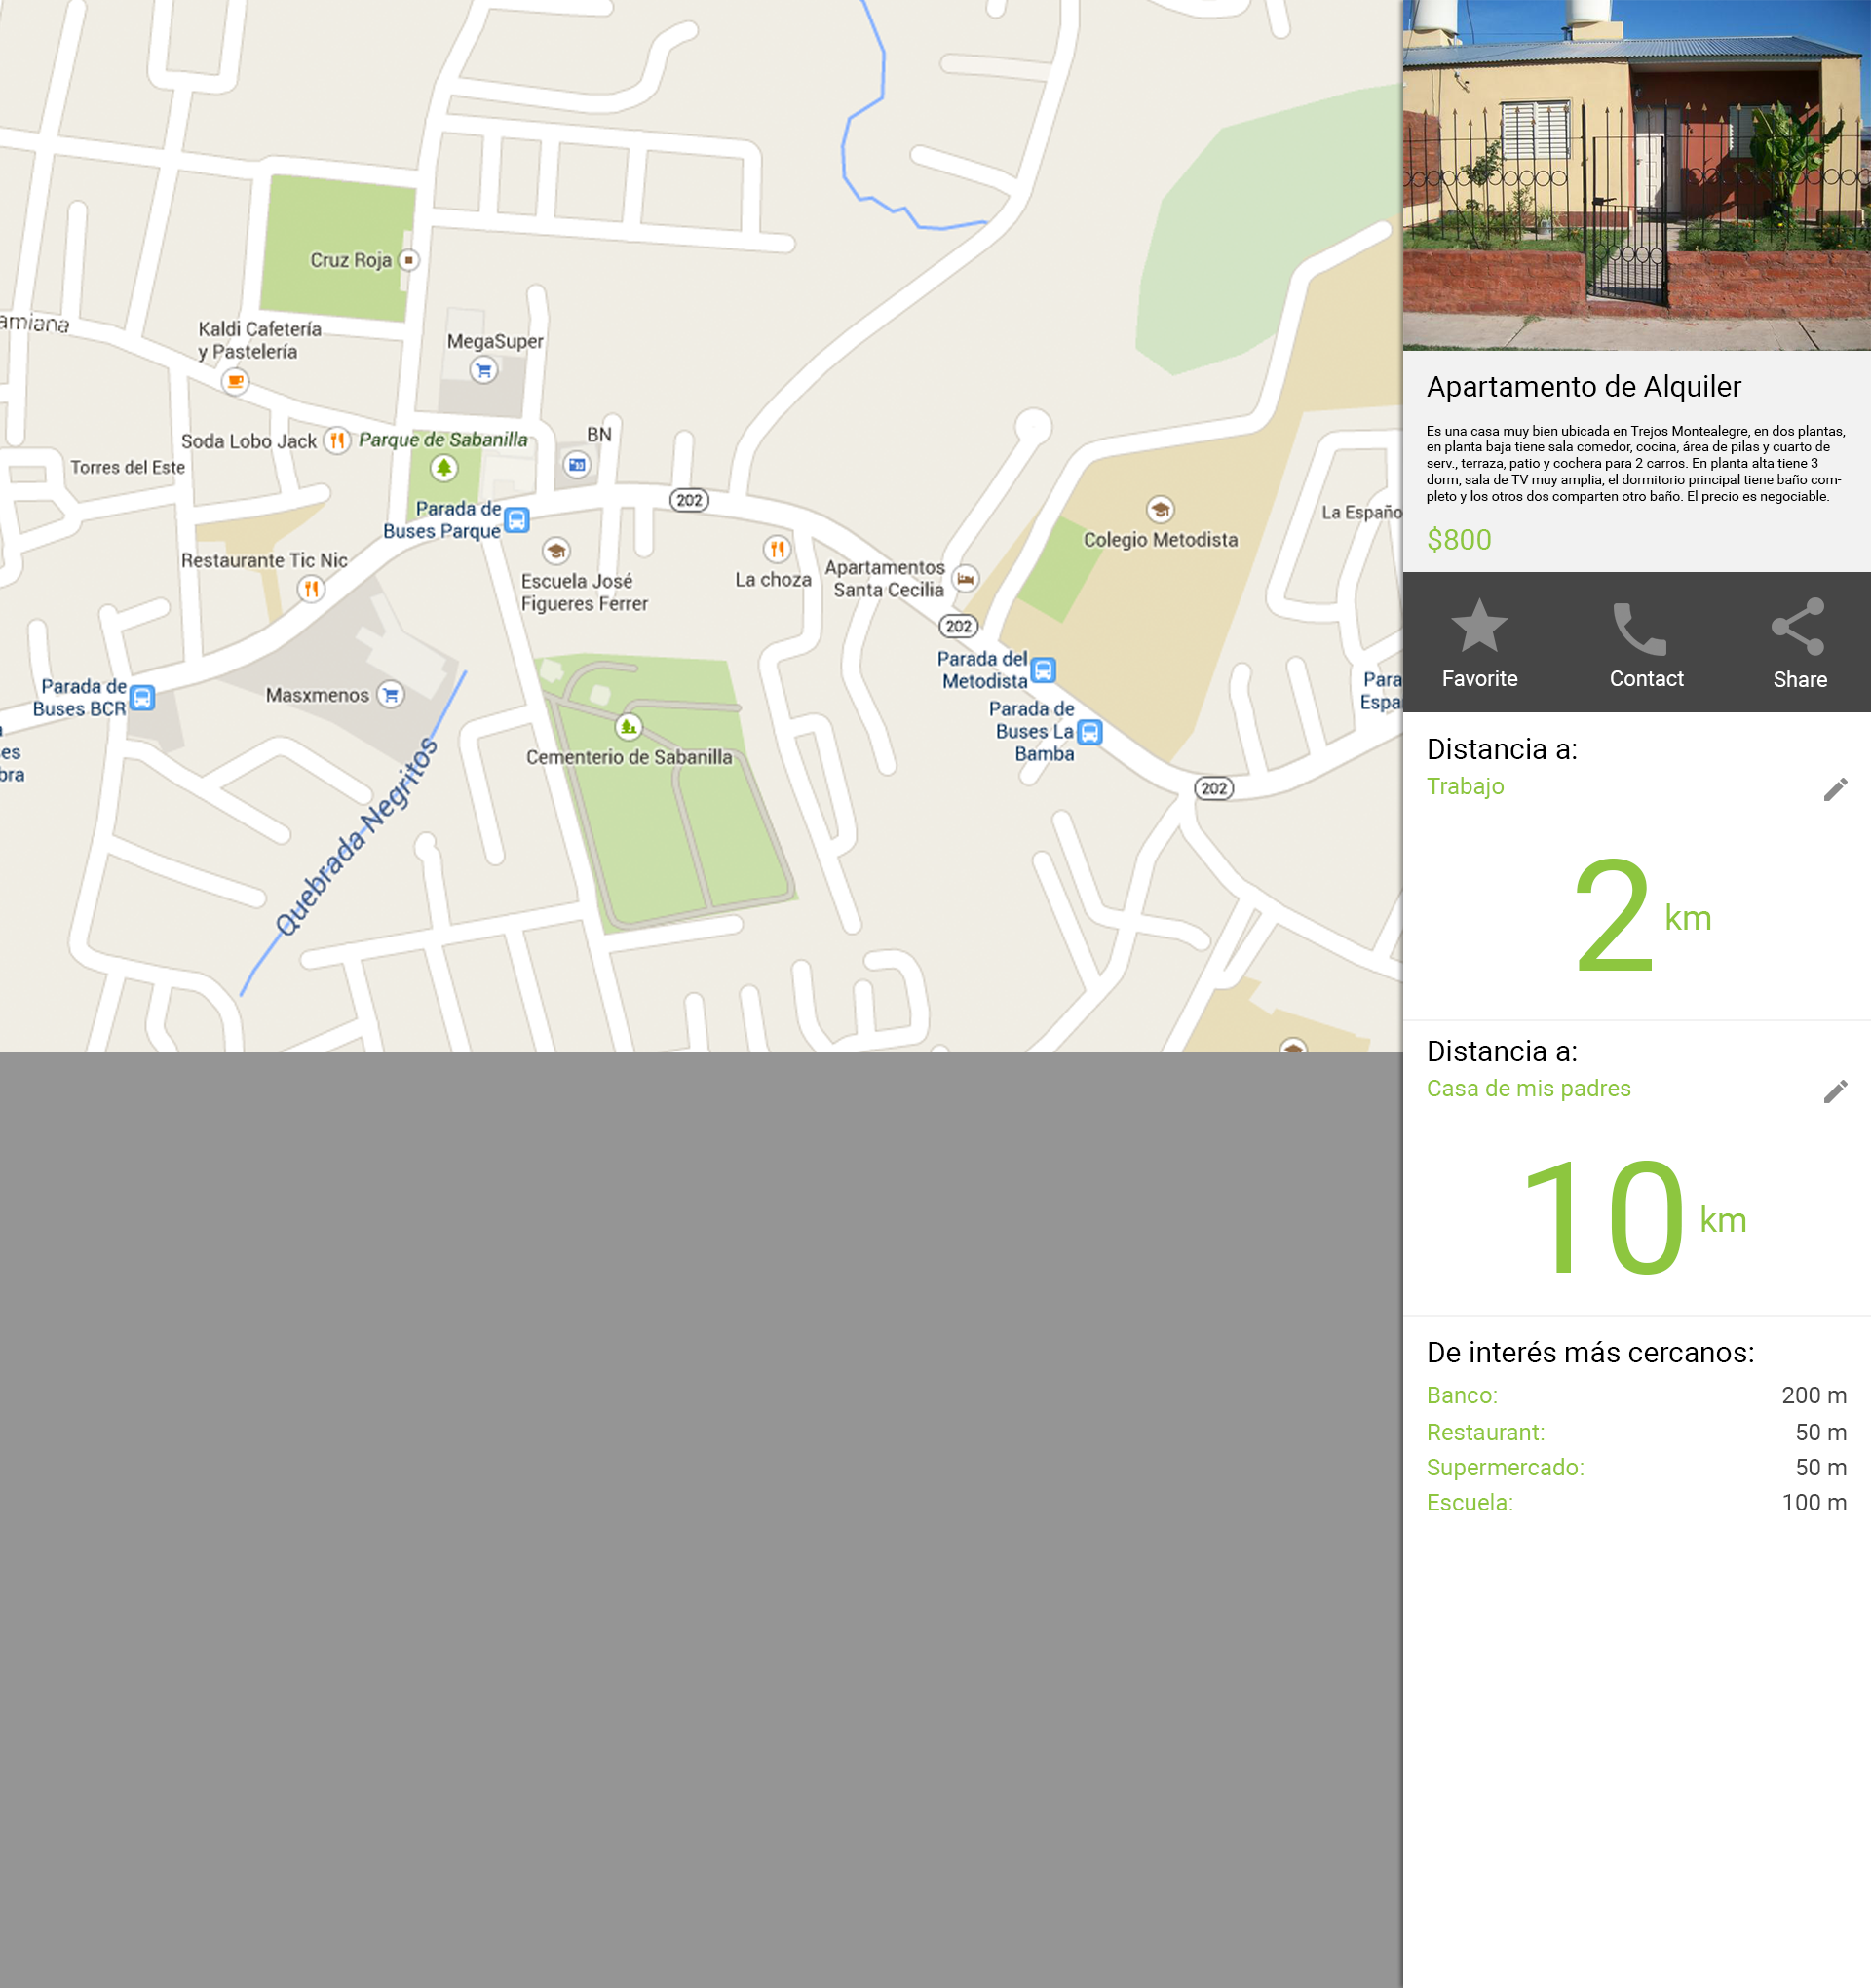 Cruz Roja
amiana
Kaldi Cafetería
y Pastelería
MegaSuper
Soda Lobo Jack
Parque de Sabanilla
BN
Torres del Este
202
Parada de
Buses Parque
La Españo
Colegio Metodista
Restaurante Tic Nic
Escuela José
Figueres Ferrer
La choza
Apartamentos
Santa Cecilia
202
Parada del
Metodista
Parada de
Buses BCR
Masxmenos
Para
Espa
Parada de
Buses La
Bamba
es
bra
Cementerio de Sabanilla
202
Quebrada Negritos
Apartamento de Alquiler
Es una casa muy bien ubicada en Trejos Montealegre, en dos plantas,
en planta baja tiene sala comedor, cocina, área de pilas y cuarto de
serv., terraza, patio y cochera para 2 carros. En planta alta tiene 3
dorm, sala de TV muy amplia, el dormitorio principal tiene baño com-
pleto y los otros dos comparten otro baño. El precio es negociable.
$800
Favorite Contact Share
Distancia a:
Trabajo
2 km
Distancia a:
Casa de mis padres
10 km
De interés más cercanos:
Banco: 200 m
Restaurant: 50 m
Supermercado: 50 m
Escuela: 100 m